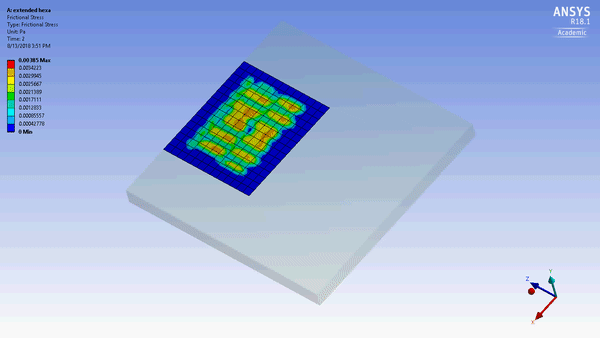 A: extended hexa
Frictional Stress
Type: Frictional Stress
Unit: Pa
Time: 2
8/13/2018 3:51 PM
0.00385 Max
0.0034223
0.0029945
0.0025667
0.0021389
0.0017111
0.0012833
0.00085557
0.00042778
0 Min
ANSYS
R18.1
Academic
Z
Y
X